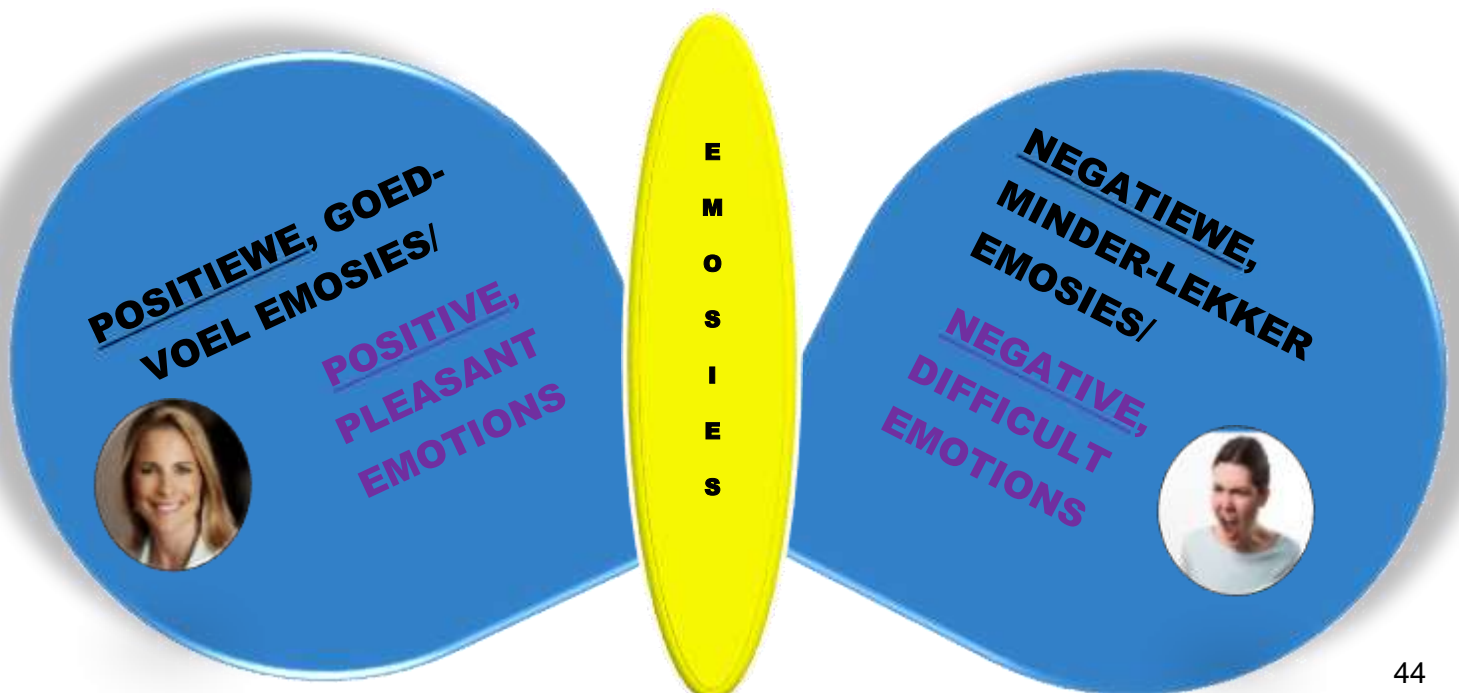 POSITIEWE, GOED-
VOEL EMOSIES/
POSITIVE,
PLEASANT
EMOTIONS
E
M
O
S
I
E
S
NEGATIEWE,
MINDER-LEKKER
EMOSIES/
NEGATIVE,
DIFFICULT
EMOTIONS
44